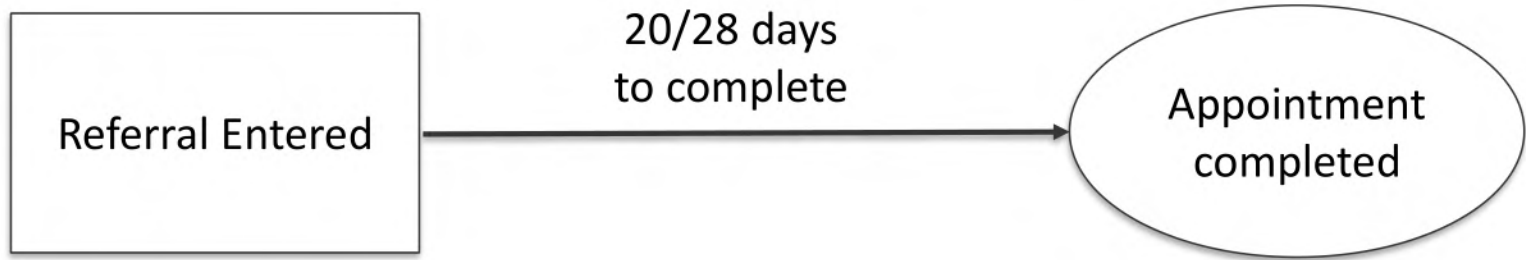 Referral Entered
20/28 days
to complete
Appointment
completed